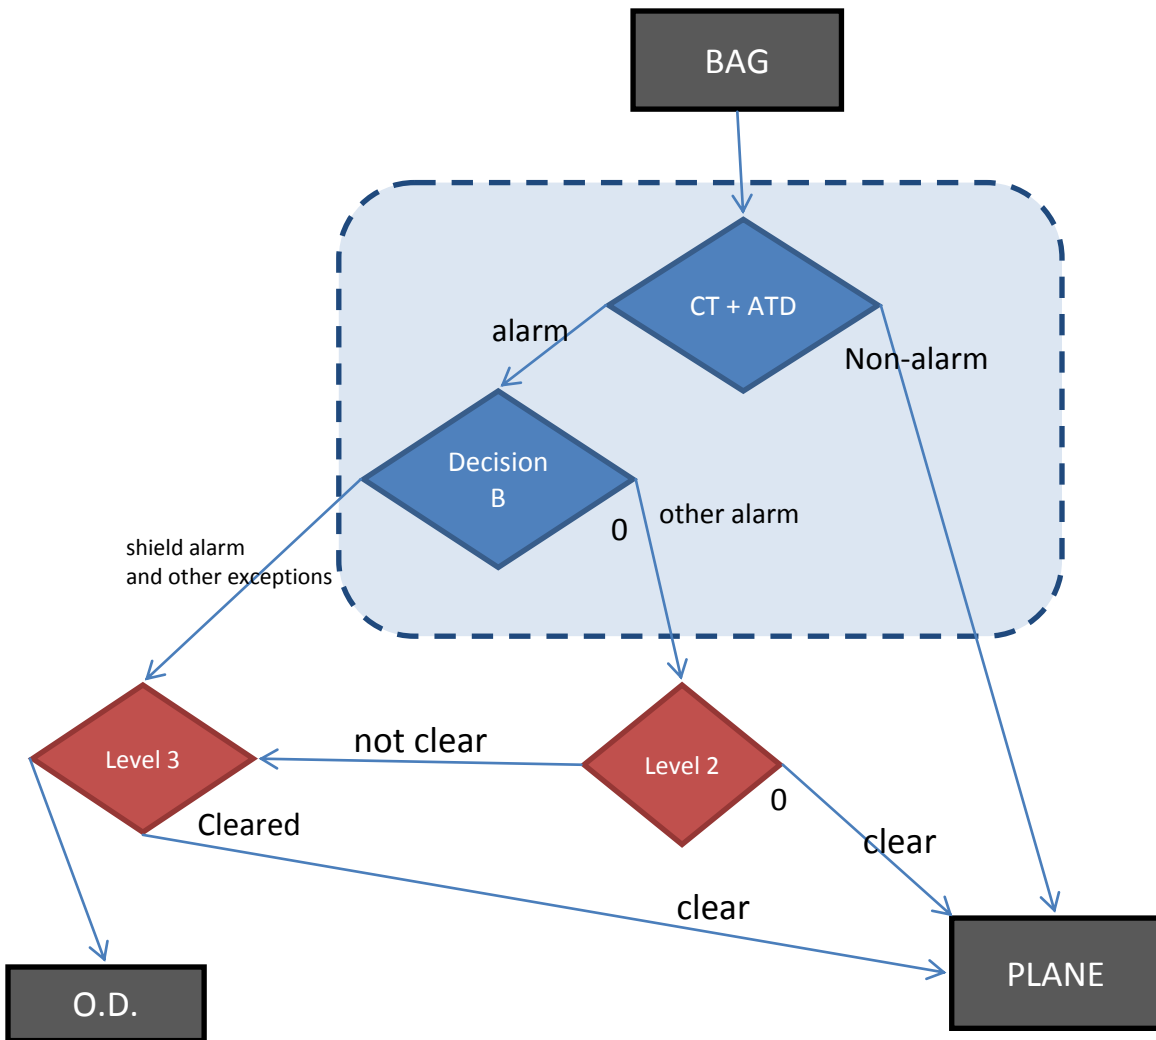 BAG
CT + ATD
alarm
Non-alarm
Decision
B
other alarm
0
shield alarm
and other exceptions
not clear
Level 3
Level 2
0
Cleared
clear
clear
PLANE
O.D.